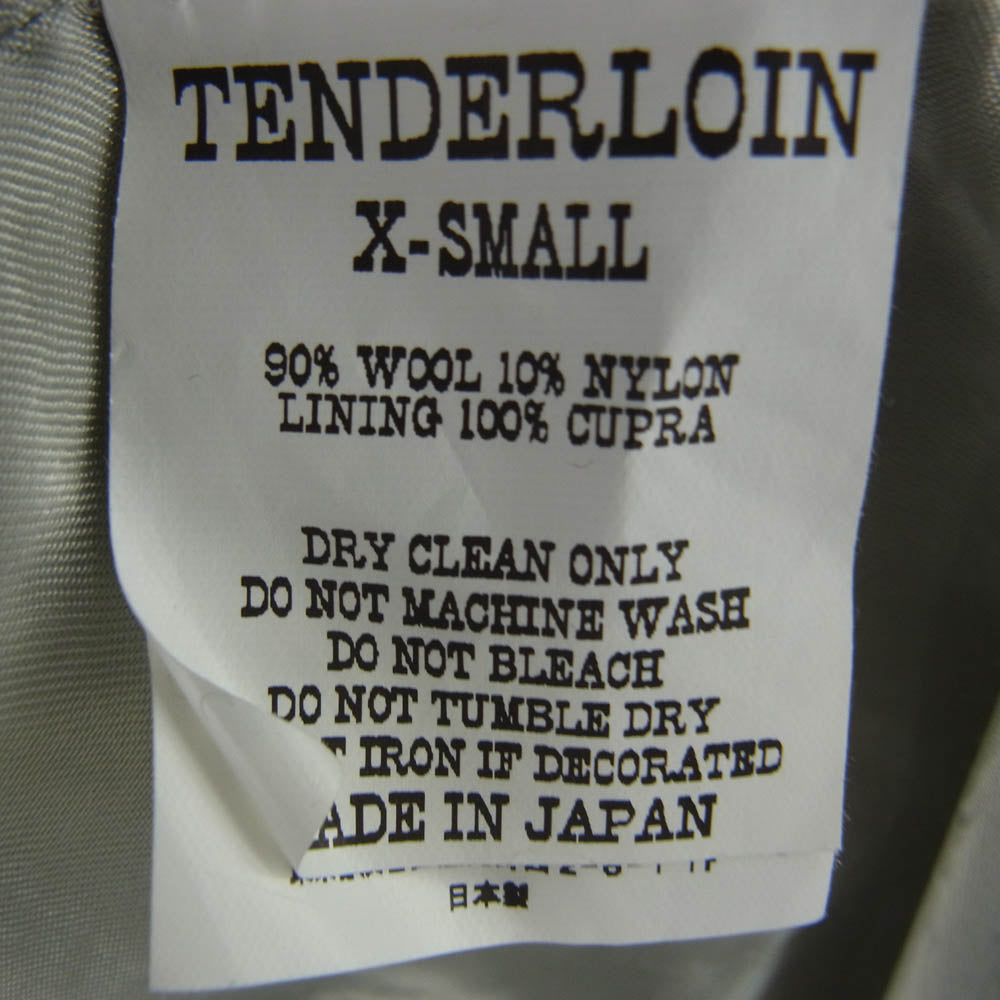 TENDERLOIN
X-SMALL
90% WOOL 10% NYLON
LINING 100% CUPRA
DRY CLEAN ONLY
DO NOT MACHINE WASH
DO NOT BLEACH
DO NOT TUMBLE DRY
IRON IF DECORATED
ADE IN JAPAN
日本製